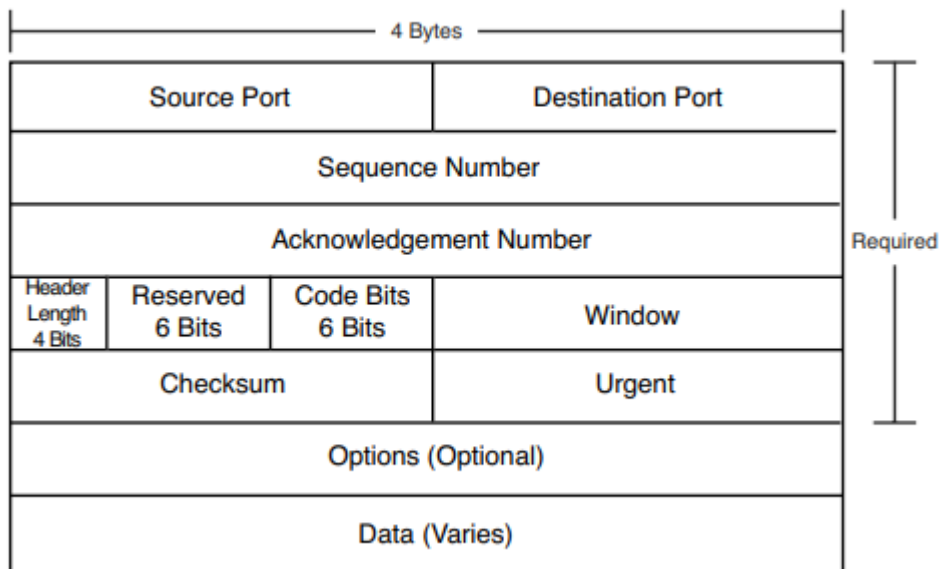 4 Bytes
Source Port
Destination Port
Sequence Number
Acknowledgement Number
Required
Header
Length
4 Bits
Reserved
6 Bits
Code Bits
6 Bits
Window
Checksum
Urgent
Options (Optional)
Data (Varies)